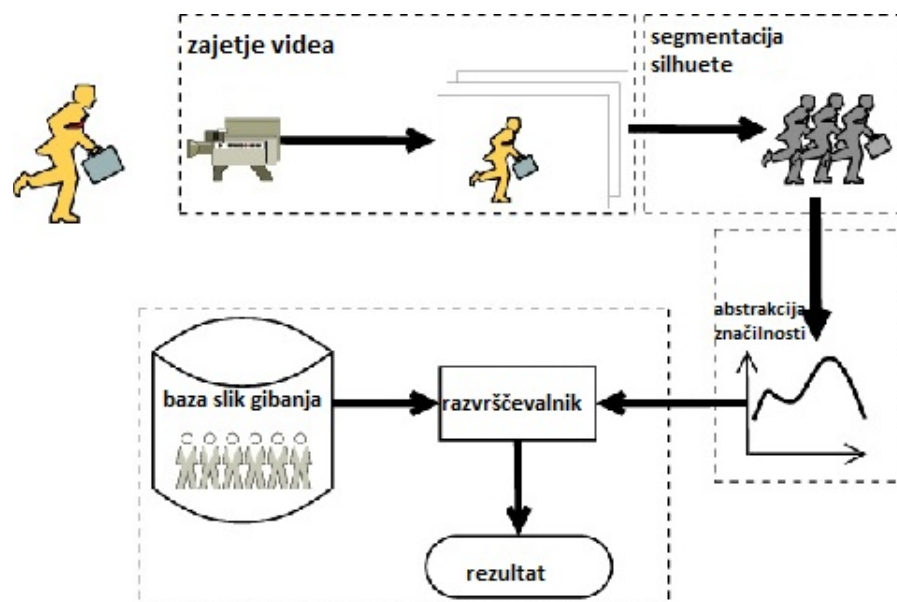 zajetje videa
segmentacija
silhuete
abstrakcija
značilnosti
baza slik gibanja
razvrščevalnik
rezultat